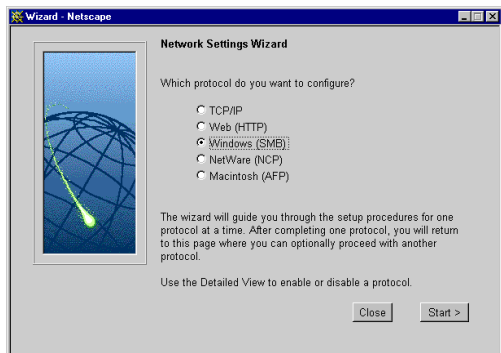 Wizard - Netscape
Network Settings Wizard
Which protocol do you want to configure?
TCP/IP
Web (HTTP)
Windows (SMB)
NetWare (NCP)
Macintosh (AFP)
The wizard will guide you through the setup procedures for one
protocol at a time. After completing one protocol, you will return
to this page where you can optionally proceed with another
protocol.
Use the Detailed View to enable or disable a protocol.
Close
Start >